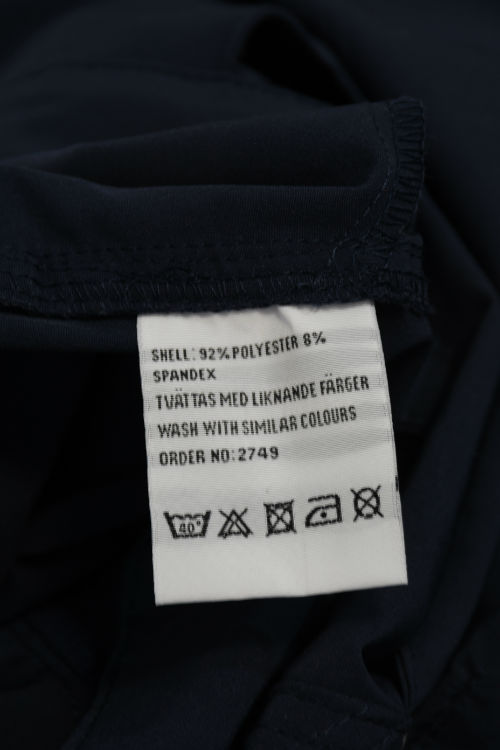 SHELL: 92% POLYESTER 8%
SPANDEX
TVÄTTAS MED LIKNANDE FÄRGER
WASH WITH SIMILAR COLOURS
ORDER NO:2749
40°